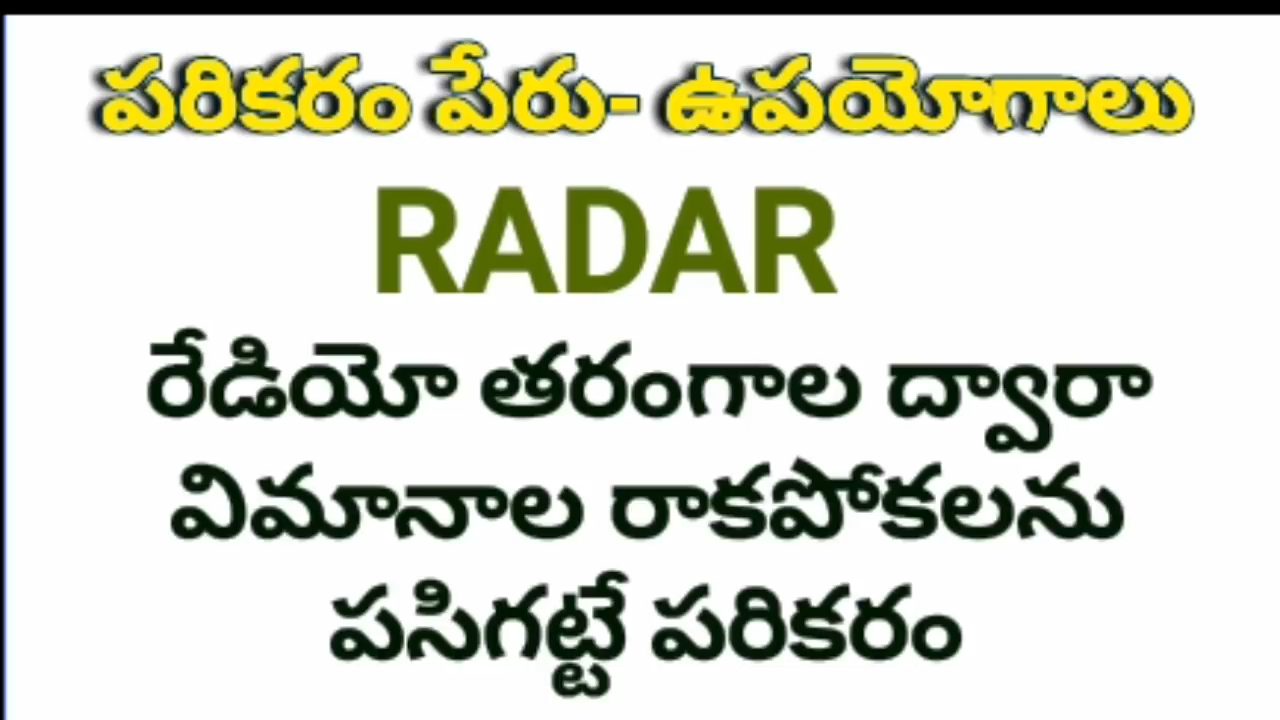 పరికరం పేరు- ఉపయోగాలు
RADAR
రేడియో తరంగాల ద్వారా
విమానాల రాకపోకలను
పసిగట్టే పరికరం